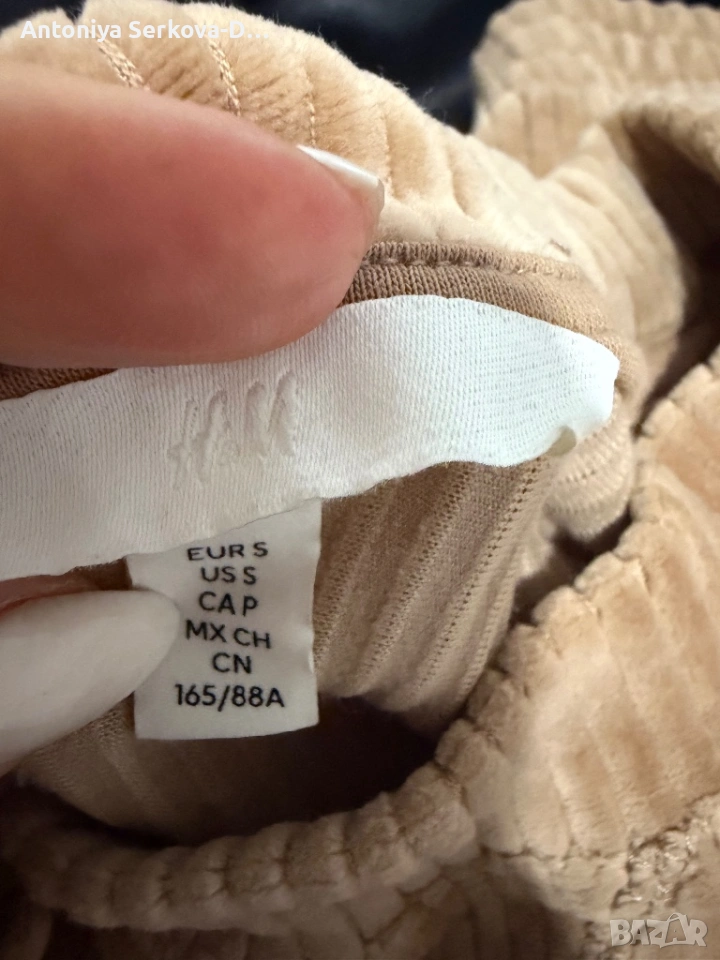 Antoniya Serkova-D...
H&M
EUR S
US S
CA P
MX CH
CN
165/88A
BAZAR